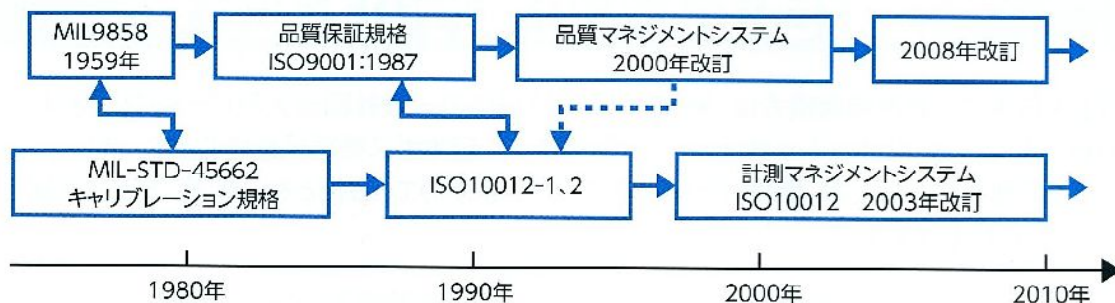 MIL9858
1959年
品質保証規格
ISO9001:1987
品質マネジメントシステム
2000年改訂
2008年改訂
MIL-STD-45662
キャリブレーション規格
ISO10012-1、2
計測マネジメントシステム
ISO10012 2003年改訂
1980年
1990年
2000年
2010年